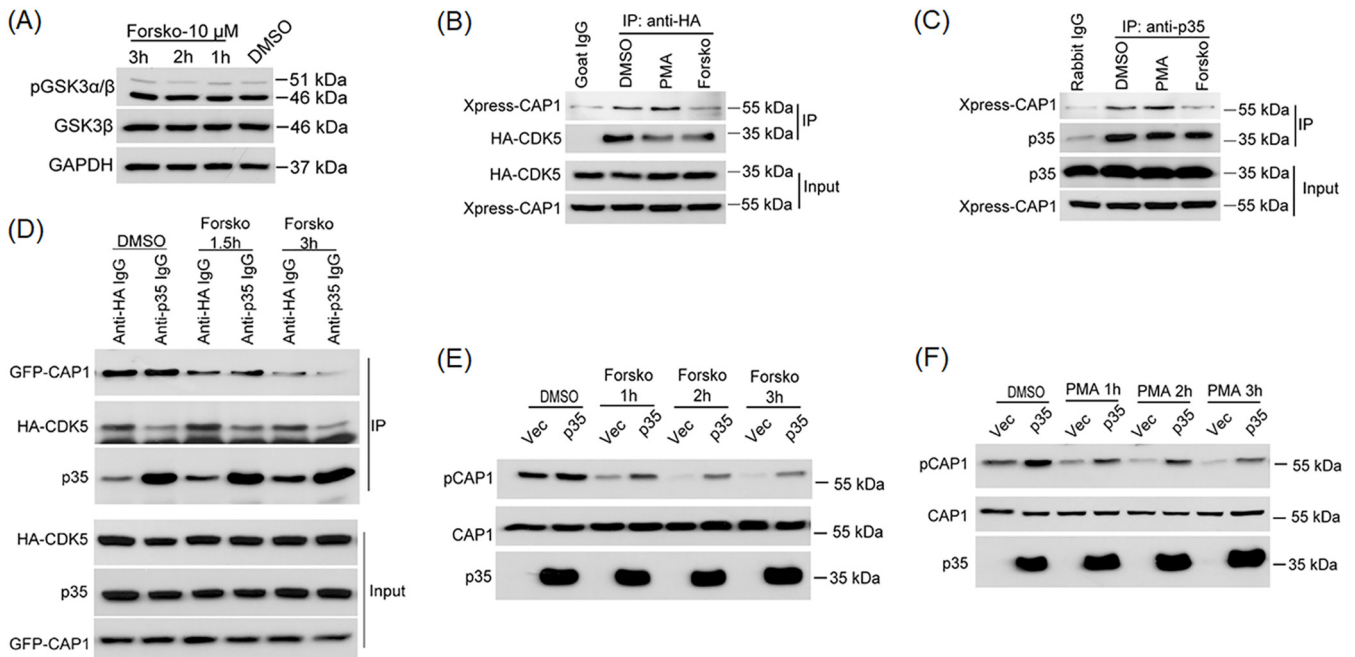 (A)
Forsko-10 µM
3h 2h 1h DMSO
pGSK3α/β 51 kDa
46 kDa
GSK3β 46 kDa
GAPDH 37 kDa
(B)
IP: anti-HA
Goat IgG DMSO PMA Forsko
Xpress-CAP1 55 kDa
HA-CDK5 35 kDa
IP
HA-CDK5 35 kDa
Xpress-CAP1 55 kDa
Input
(C)
IP: anti-p35
Rabbit IgG DMSO PMA Forsko
Xpress-CAP1 55 kDa
p35 35 kDa
IP
p35 35 kDa
Xpress-CAP1 55 kDa
Input
(D)
DMSO Forsko 1.5h Forsko 3h
Anti-HA IgG Anti-p35 IgG Anti-HA IgG Anti-p35 IgG Anti-HA IgG Anti-p35 IgG
GFP-CAP1
HA-CDK5 IP
p35
HA-CDK5
p35 Input
GFP-CAP1
(E)
DMSO Forsko 1h Forsko 2h Forsko 3h
Vec p35 Vec p35 Vec p35 Vec p35
pCAP1 55 kDa
CAP1 55 kDa
p35 35 kDa
(F)
DMSO PMA 1h PMA 2h PMA 3h
Vec p35 Vec p35 Vec p35 Vec p35
pCAP1 55 kDa
CAP1 55 kDa
p35 35 kDa